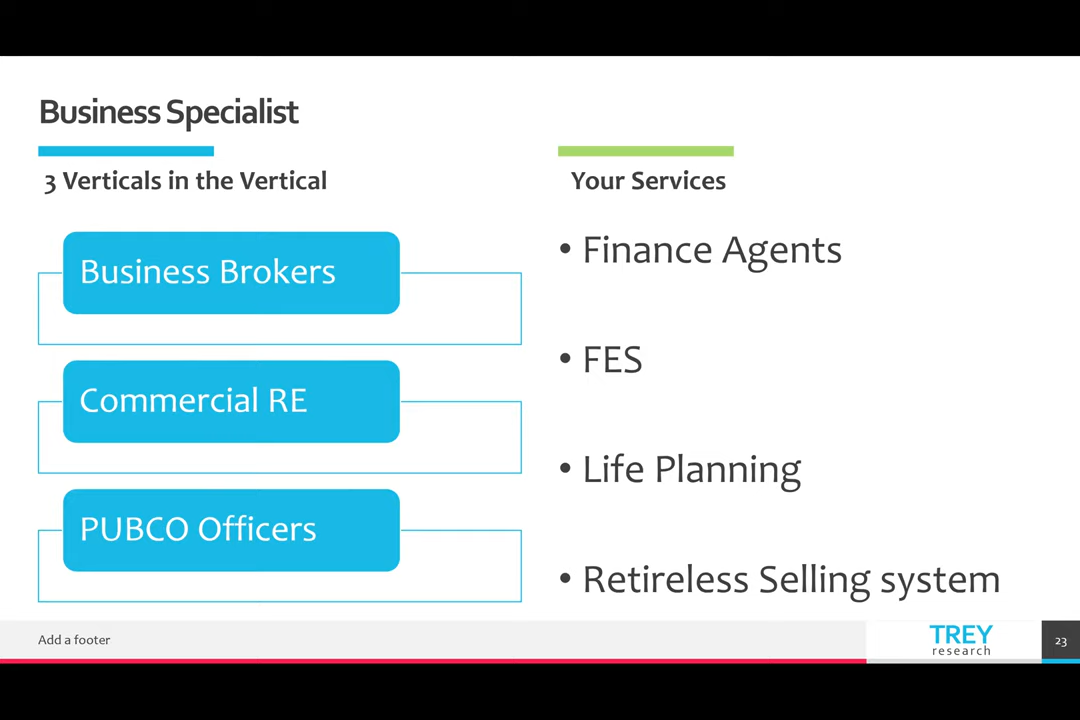 Business Specialist
3 Verticals in the Vertical
Business Brokers
Commercial RE
PUBCO Officers
Your Services
• Finance Agents
• FES
• Life Planning
• Retireless Selling system
Add a footer
TREY
research
23